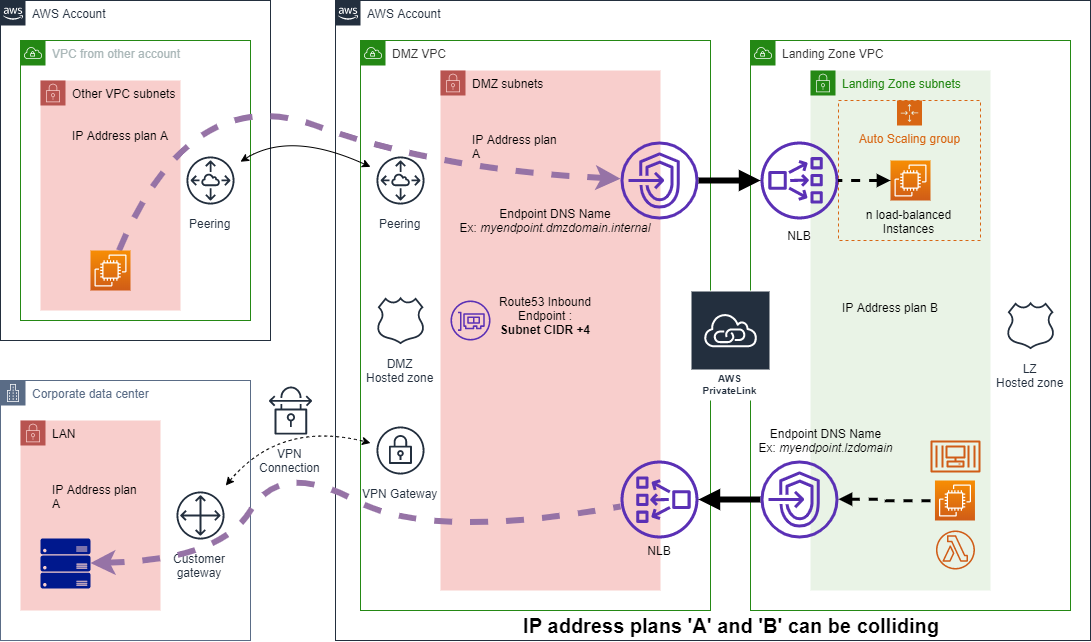 aws
AWS Account
VPC from other account
Other VPC subnets
IP Address plan A
Peering
aws
AWS Account
DMZ VPC
DMZ subnets
IP Address plan
A
Peering
Endpoint DNS Name
Ex: myendpoint.dmzdomain.internal
Route53 Inbound
Endpoint :
Subnet CIDR +4
DMZ
Hosted zone
Landing Zone VPC
Landing Zone subnets
Auto Scaling group
n load-balanced
Instances
NLB
IP Address plan B
LZ
Hosted zone
AWS
PrivateLink
Endpoint DNS Name
Ex: myendpoint.lzdomain
Corporate data center
LAN
IP Address plan
A
Customer
gateway
VPN
Connection
VPN Gateway
NLB
IP address plans 'A' and 'B' can be colliding